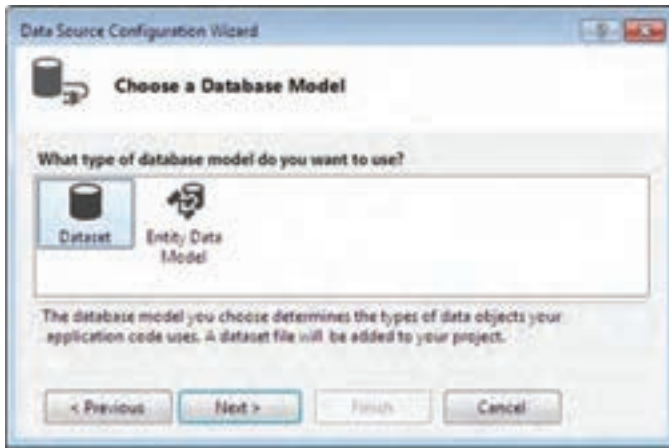 Data Source Configuration Wizard
?
Choose a Database Model
What type of database model do you want to use?
Dataset
Entity Data
Model
The database model you choose determines the types of data objects your
application code uses. A dataset file will be added to your project.
< Previous
Next >
Finish
Cancel